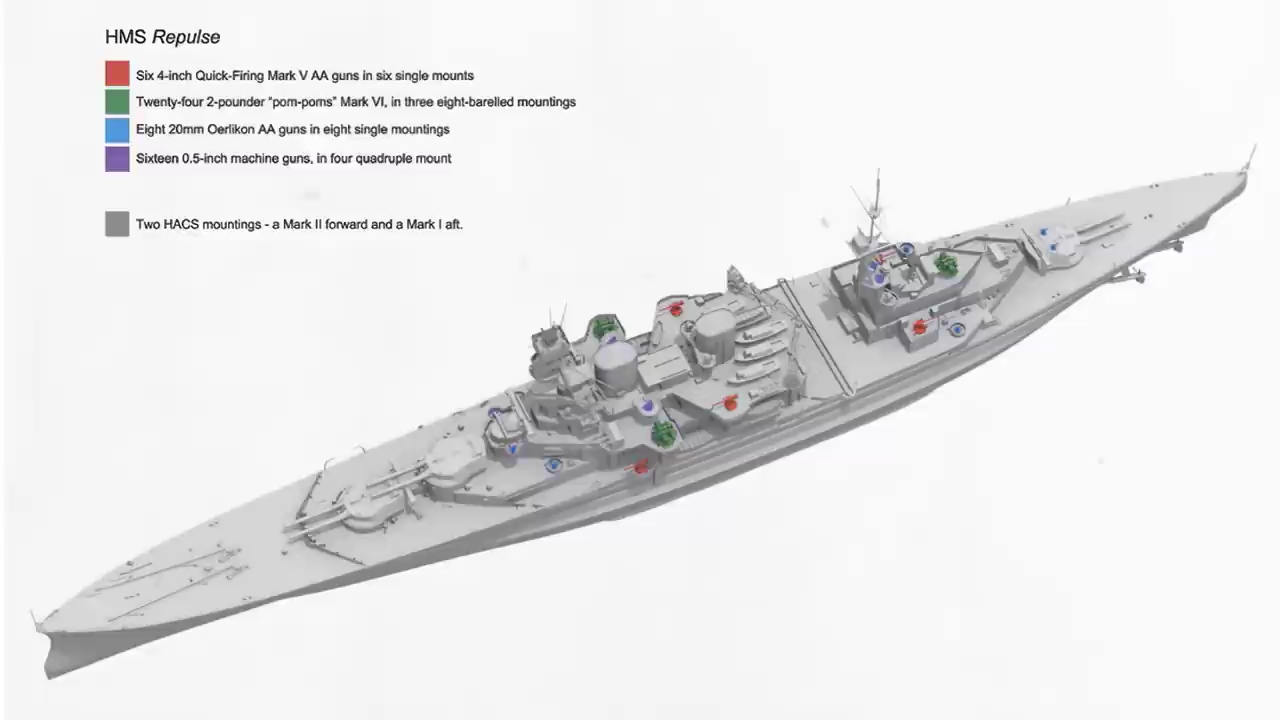 HMS Repulse
Six 4-inch Quick-Firing Mark V AA guns in six single mounts
Twenty-four 2-pounder "pom-poms" Mark VI, in three eight-barelled mountings
Eight 20mm Oerlikon AA guns in eight single mountings
Sixteen 0.5-inch machine guns, in four quadruple mount
Two HACS mountings - a Mark II forward and a Mark I aft.